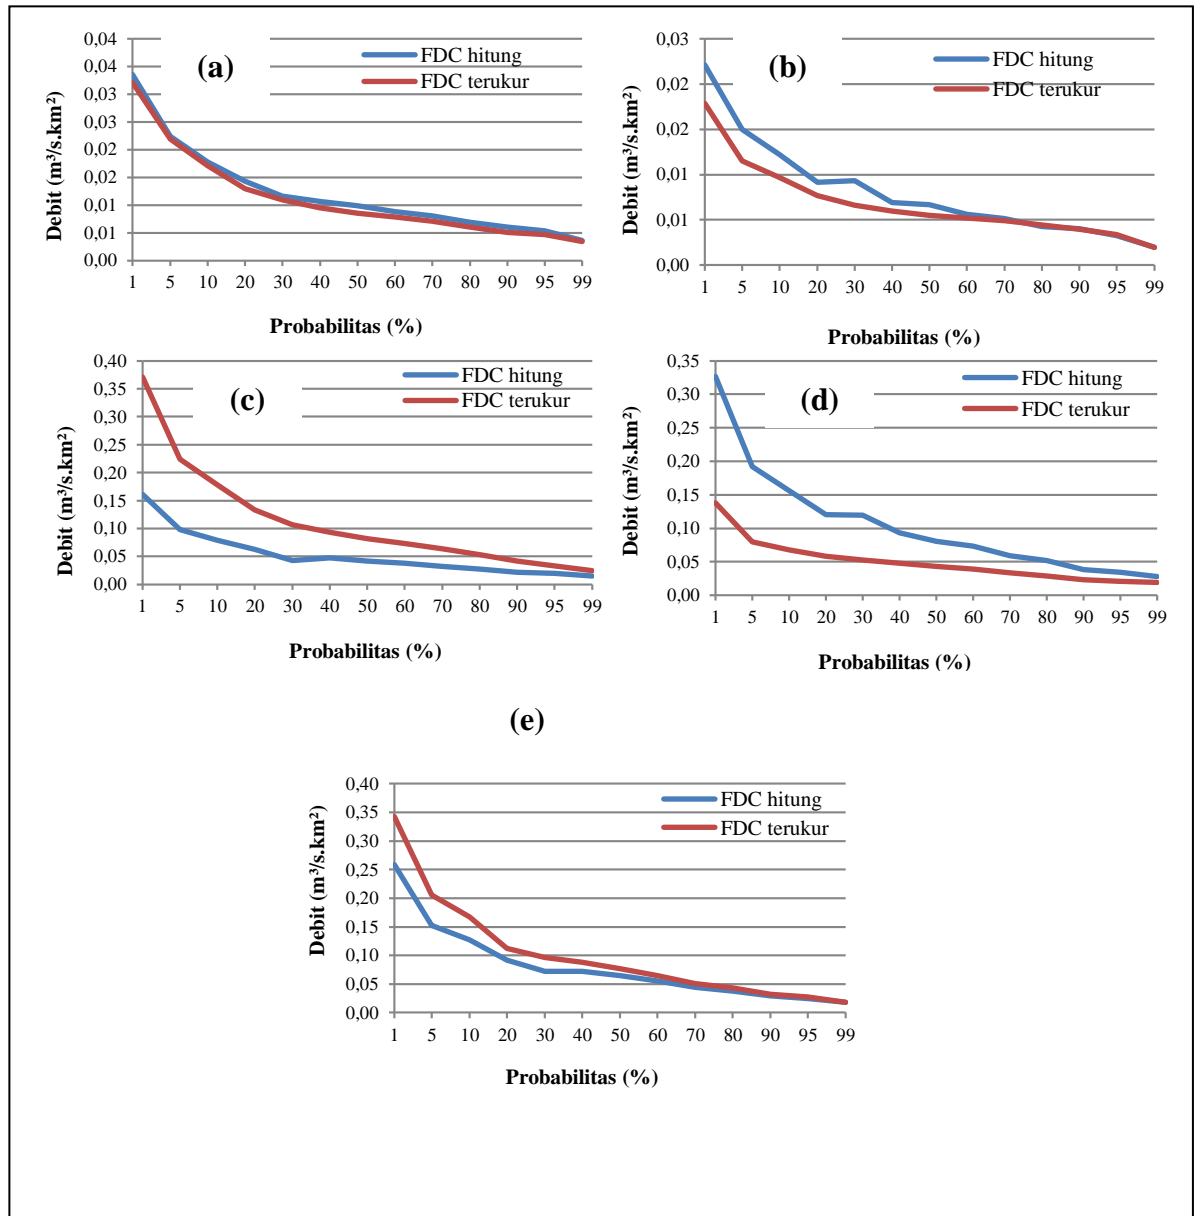 (a)
FDC hitung
FDC terukur
Debit (m³/s.km²)
0,04
0,04
0,03
0,03
0,02
0,02
0,01
0,01
0,00
1 5 10 20 30 40 50 60 70 80 90 95 99
Probabilitas (%)
(b)
FDC hitung
FDC terukur
Debit (m³/s.km²)
0,03
0,02
0,02
0,01
0,01
0,00
1 5 10 20 30 40 50 60 70 80 90 95 99
Probabilitas (%)
(c)
FDC hitung
FDC terukur
Debit (m³/s.km²)
0,40
0,35
0,30
0,25
0,20
0,15
0,10
0,05
0,00
1 5 10 20 30 40 50 60 70 80 90 95 99
Probabilitas (%)
(d)
FDC hitung
FDC terukur
Debit (m³/s.km²)
0,35
0,30
0,25
0,20
0,15
0,10
0,05
0,00
1 5 10 20 30 40 50 60 70 80 90 95 99
Probabilitas (%)
(e)
FDC hitung
FDC terukur
Debit (m³/s.km²)
0,40
0,35
0,30
0,25
0,20
0,15
0,10
0,05
0,00
1 5 10 20 30 40 50 60 70 80 90 95 99
Probabilitas (%)